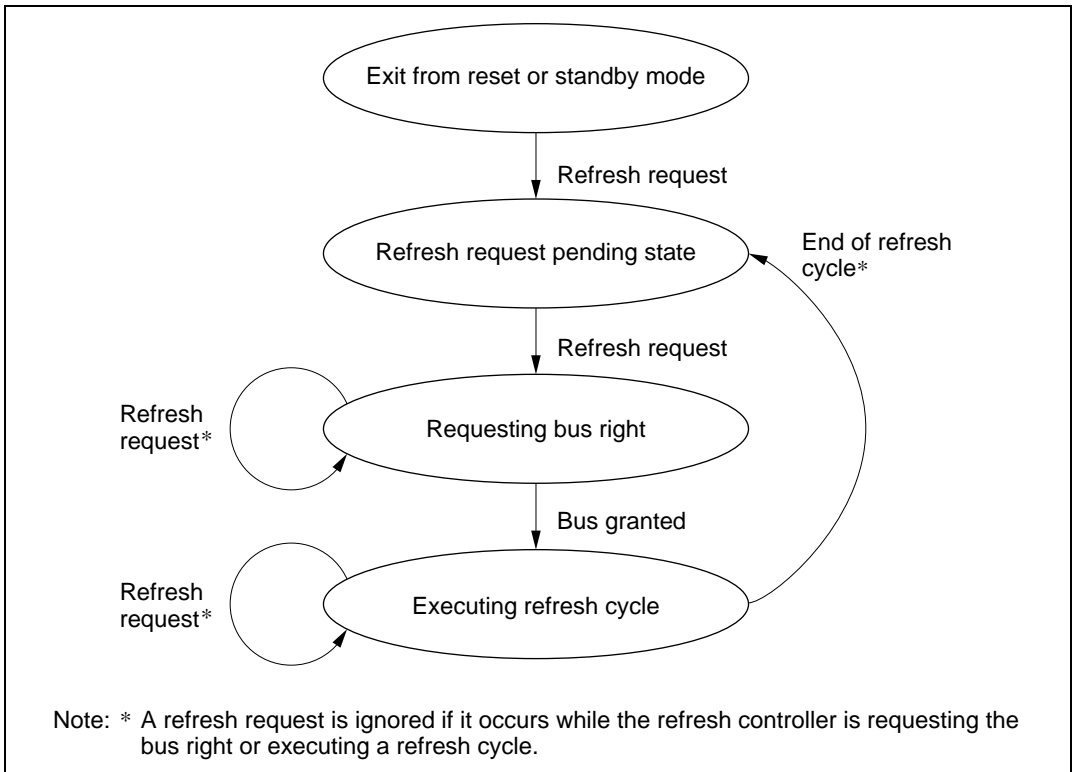 Exit from reset or standby mode
Refresh request
Refresh request pending state
End of refresh
cycle*
Refresh request
Refresh
request*
Requesting bus right
Bus granted
Refresh
request*
Executing refresh cycle
Note: * A refresh request is ignored if it occurs while the refresh controller is requesting the
bus right or executing a refresh cycle.